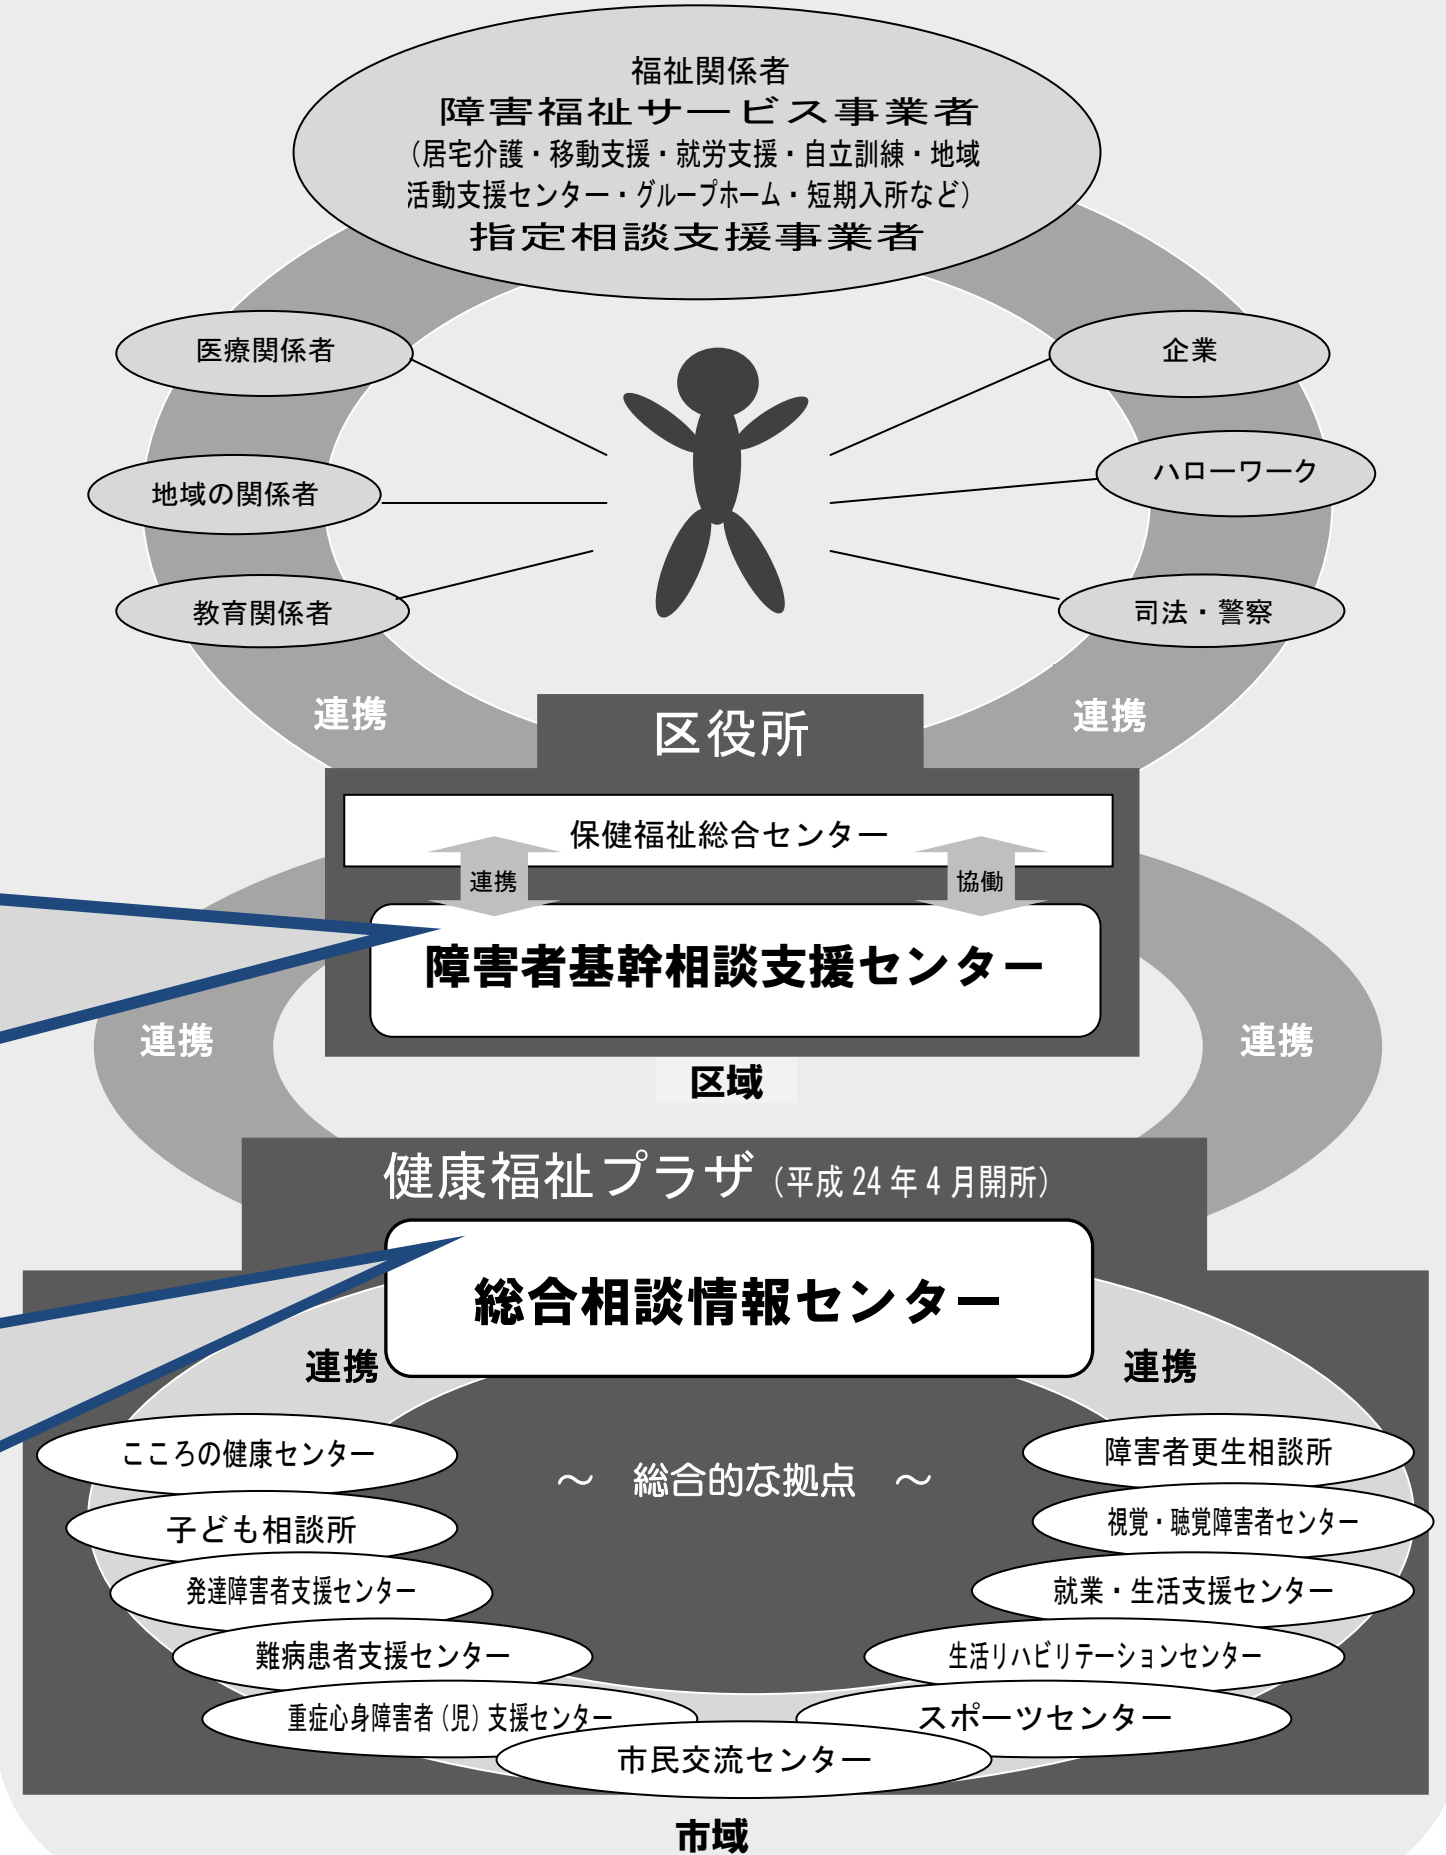 福祉関係者
障害福祉サービス事業者
（居宅介護・移動支援・就労支援・自立訓練・地域
活動支援センター・グループホーム・短期入所など）
指定相談支援事業者
医療関係者
企業
地域の関係者
ハローワーク
教育関係者
司法・警察
連携
連携
区役所
保健福祉総合センター
連携
協働
障害者基幹相談支援センター
連携
連携
区域
健康福祉プラザ（平成24年4月開所）
総合相談情報センター
連携
連携
～　総合的な拠点　～
こころの健康センター
子ども相談所
発達障害者支援センター
難病患者支援センター
重症心身障害者（児）支援センター
市民交流センター
障害者更生相談所
視覚・聴覚障害者センター
就業・生活支援センター
生活リハビリテーションセンター
スポーツセンター
市域